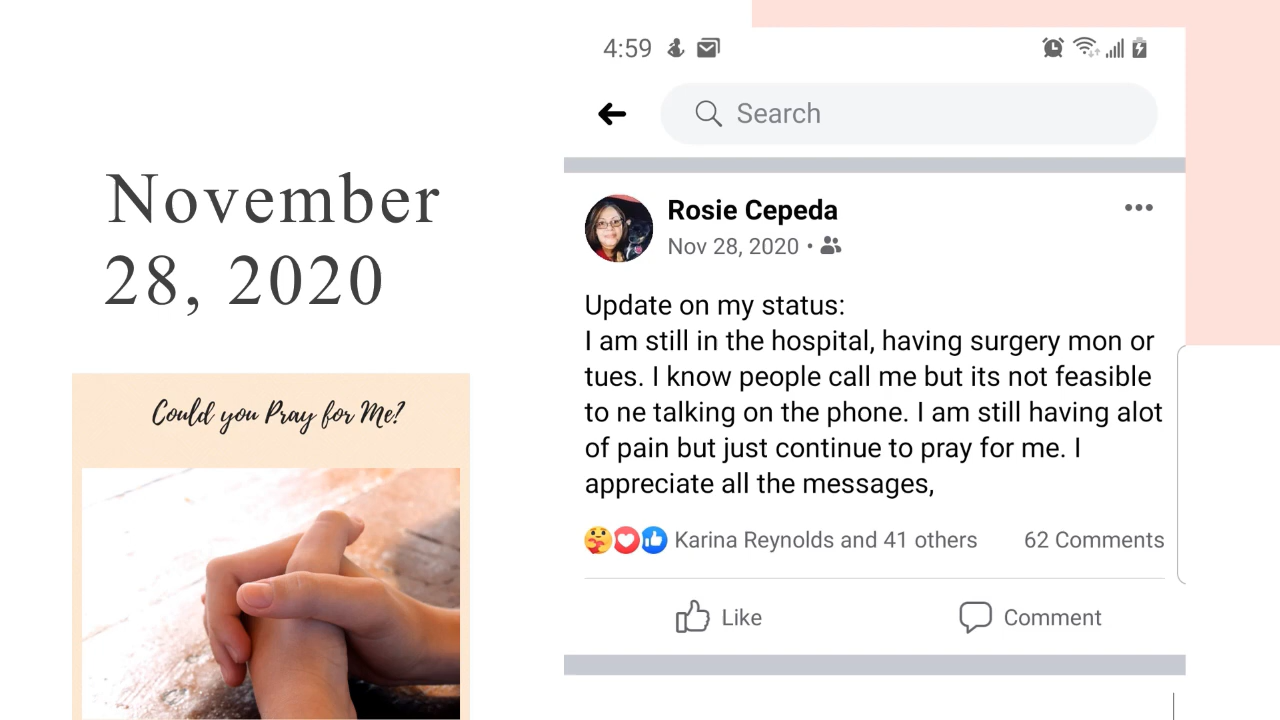 November
28, 2020
Could you Pray for Me?
4:59
Search
Rosie Cepeda
Nov 28, 2020 •
Update on my status:
I am still in the hospital, having surgery mon or
tues. I know people call me but its not feasible
to ne talking on the phone. I am still having alot
of pain but just continue to pray for me. I
appreciate all the messages,
Karina Reynolds and 41 others 62 Comments
Like Comment